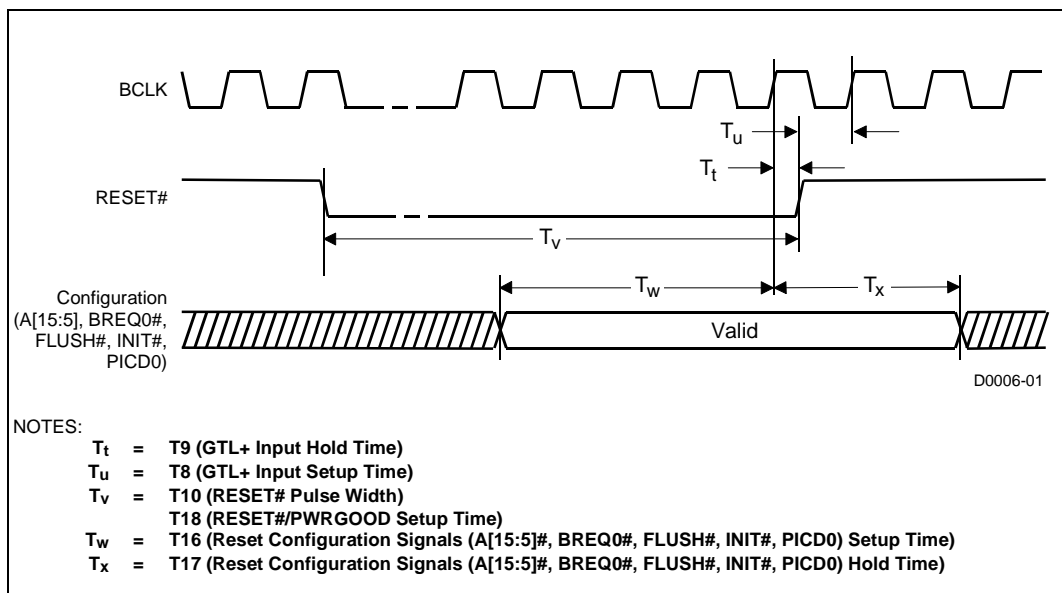 BCLK
Tu
Tt
RESET#
Tv
Tw
Tx
Configuration
(A[15:5], BREQ0#,
FLUSH#, INIT#,
PICD0)
Valid
D0006-01
NOTES:
Tt = T9 (GTL+ Input Hold Time)
Tu = T8 (GTL+ Input Setup Time)
Tv = T10 (RESET# Pulse Width)
T18 (RESET#/PWRGOOD Setup Time)
Tw = T16 (Reset Configuration Signals (A[15:5]#, BREQ0#, FLUSH#, INIT#, PICD0) Setup Time)
Tx = T17 (Reset Configuration Signals (A[15:5]#, BREQ0#, FLUSH#, INIT#, PICD0) Hold Time)